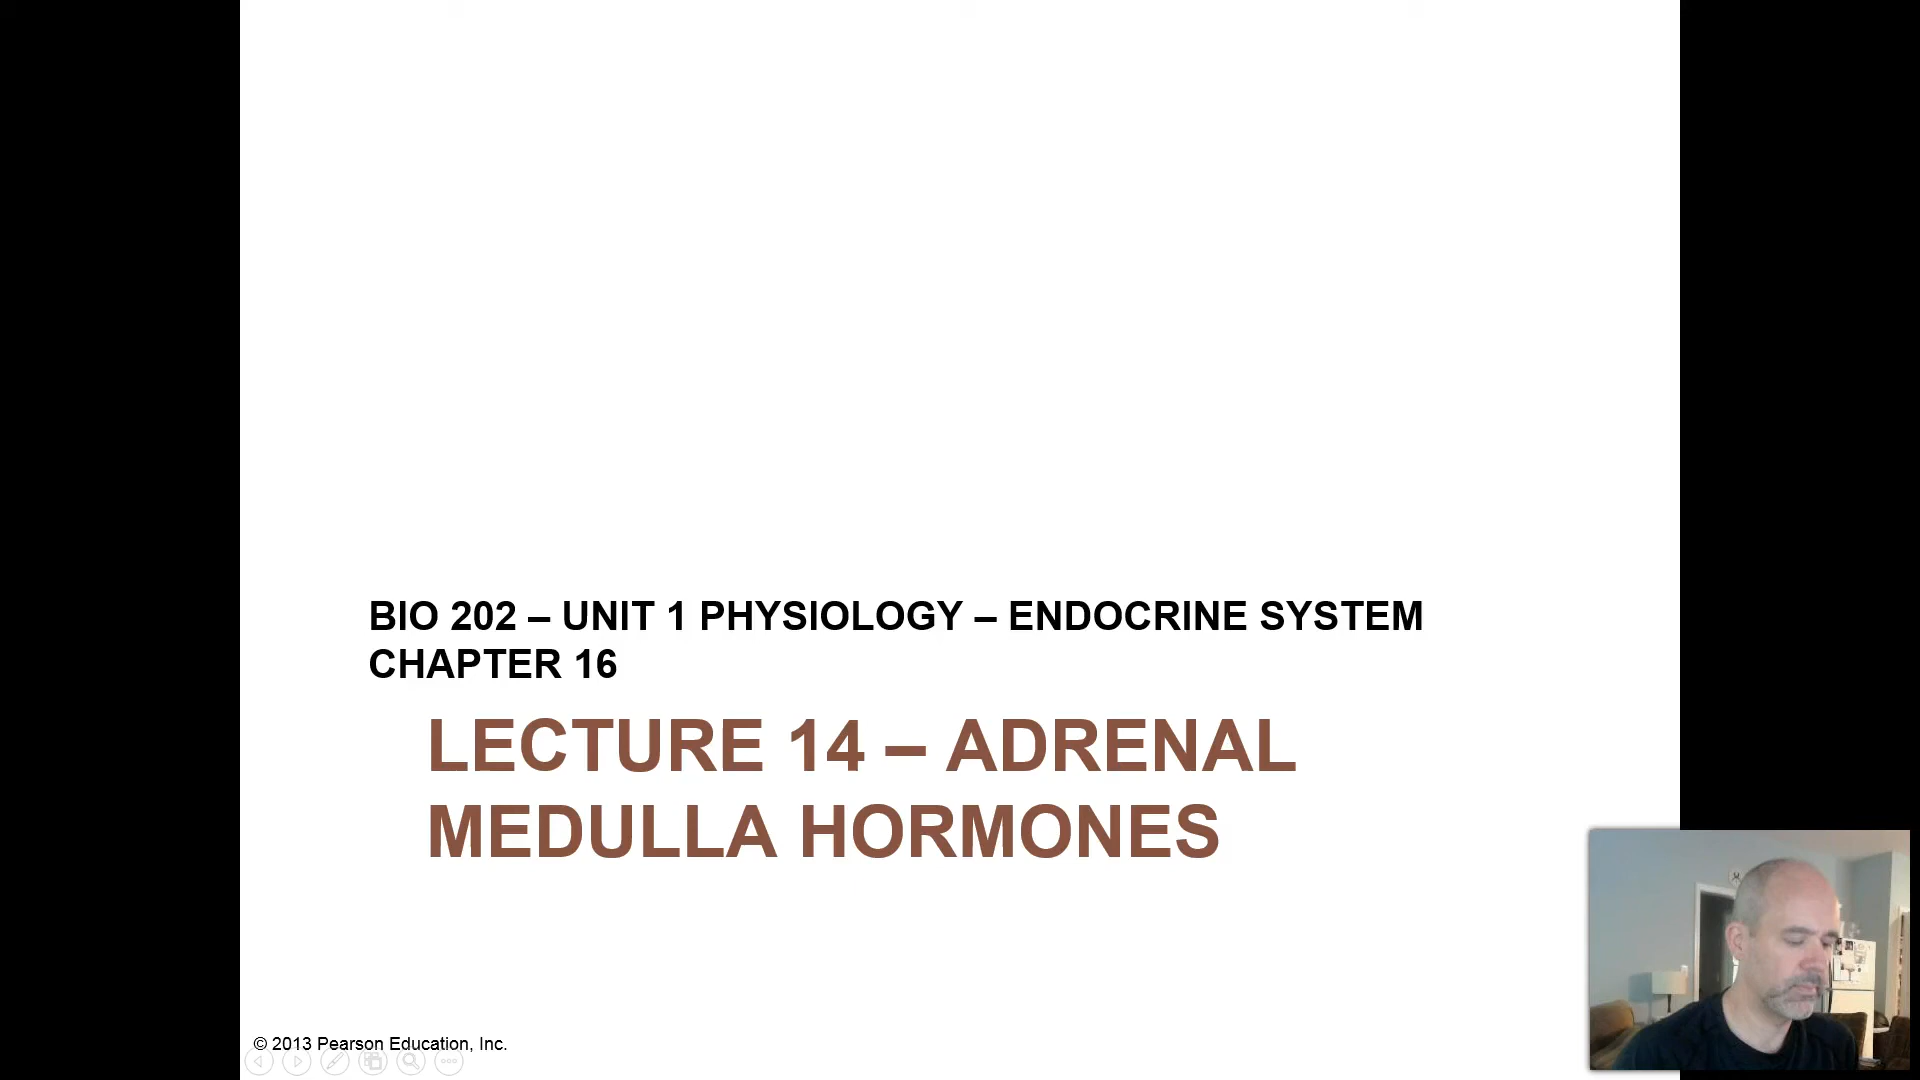 BIO 202 – UNIT 1 PHYSIOLOGY – ENDOCRINE SYSTEM
CHAPTER 16
LECTURE 14 – ADRENAL
MEDULLA HORMONES
© 2013 Pearson Education, Inc.